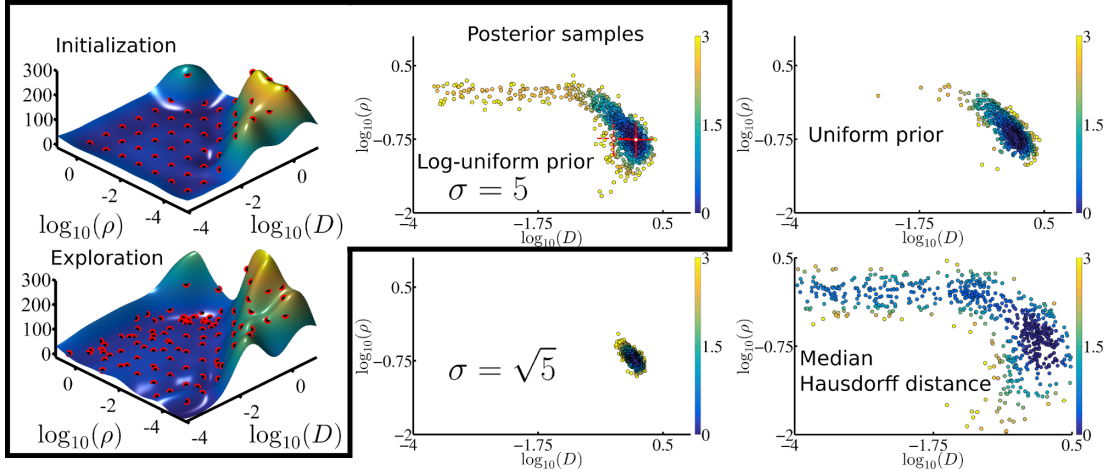 Initialization
300
200
100
0
0
-2
-4
-4
-2
0
log₁₀(ρ)
log₁₀(D)
Exploration
300
200
100
0
0
-2
-4
-4
-2
0
log₁₀(ρ)
log₁₀(D)
Posterior samples
0.5
-0.75
-2
-4
-1.75
0.5
log₁₀(ρ)
log₁₀(D)
Log-uniform prior
σ = 5
3
1.5
0
0.5
-0.75
-2
-4
-1.75
0.5
log₁₀(ρ)
log₁₀(D)
Uniform prior
3
1.5
0
0.5
-0.75
-2
-4
-1.75
0.5
log₁₀(ρ)
log₁₀(D)
σ = √5
3
1.5
0
0.5
-0.75
-2
-4
-1.75
0.5
log₁₀(ρ)
log₁₀(D)
Median
Hausdorff distance
3
1.5
0